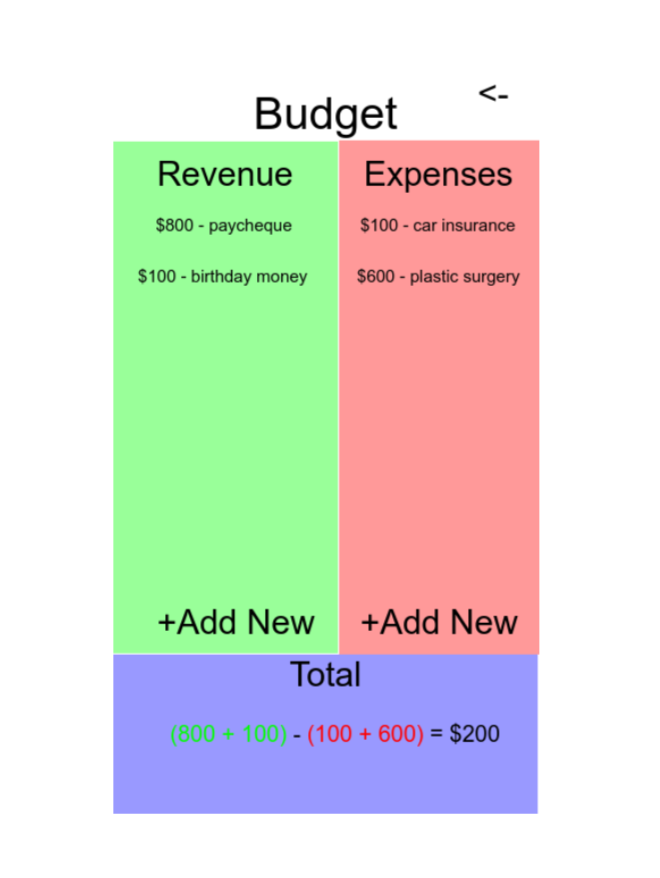 <-
Budget
Revenue
$800 - paycheque
$100 - birthday money
+Add New
Expenses
$100 - car insurance
$600 - plastic surgery
+Add New
Total
(800 + 100) - (100 + 600) = $200